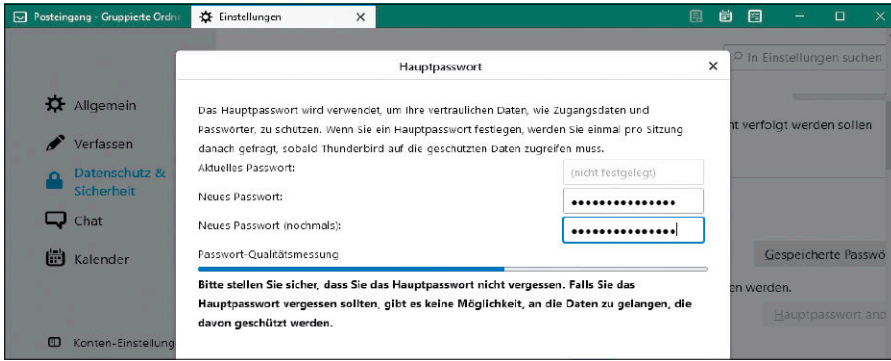 Posteingang - Gruppierte Ordn
Einstellungen
In Einstellungen suchen
Hauptpasswort
Allgemein
Verfassen
Datenschutz &
Sicherheit
Chat
Kalender
Konten-Einstellung
Das Hauptpasswort wird verwendet, um Ihre vertraulichen Daten, wie Zugangsdaten und
Passwörter, zu schützen. Wenn Sie ein Hauptpasswort festlegen, werden Sie einmal pro Sitzung
danach gefragt, sobald Thunderbird auf die geschützten Daten zugreifen muss.
Aktuelles Passwort:
(nicht festgelegt)
Neues Passwort:
Neues Passwort (nochmals):
Passwort-Qualitätsmessung
Bitte stellen Sie sicher, dass Sie das Hauptpasswort nicht vergessen. Falls Sie das
Hauptpasswort vergessen sollten, gibt es keine Möglichkeit, an die Daten zu gelangen, die
davon geschützt werden.
ht verfolgt werden sollen
Gespeicherte Passwö
en werden.
Hauptpasswort änd